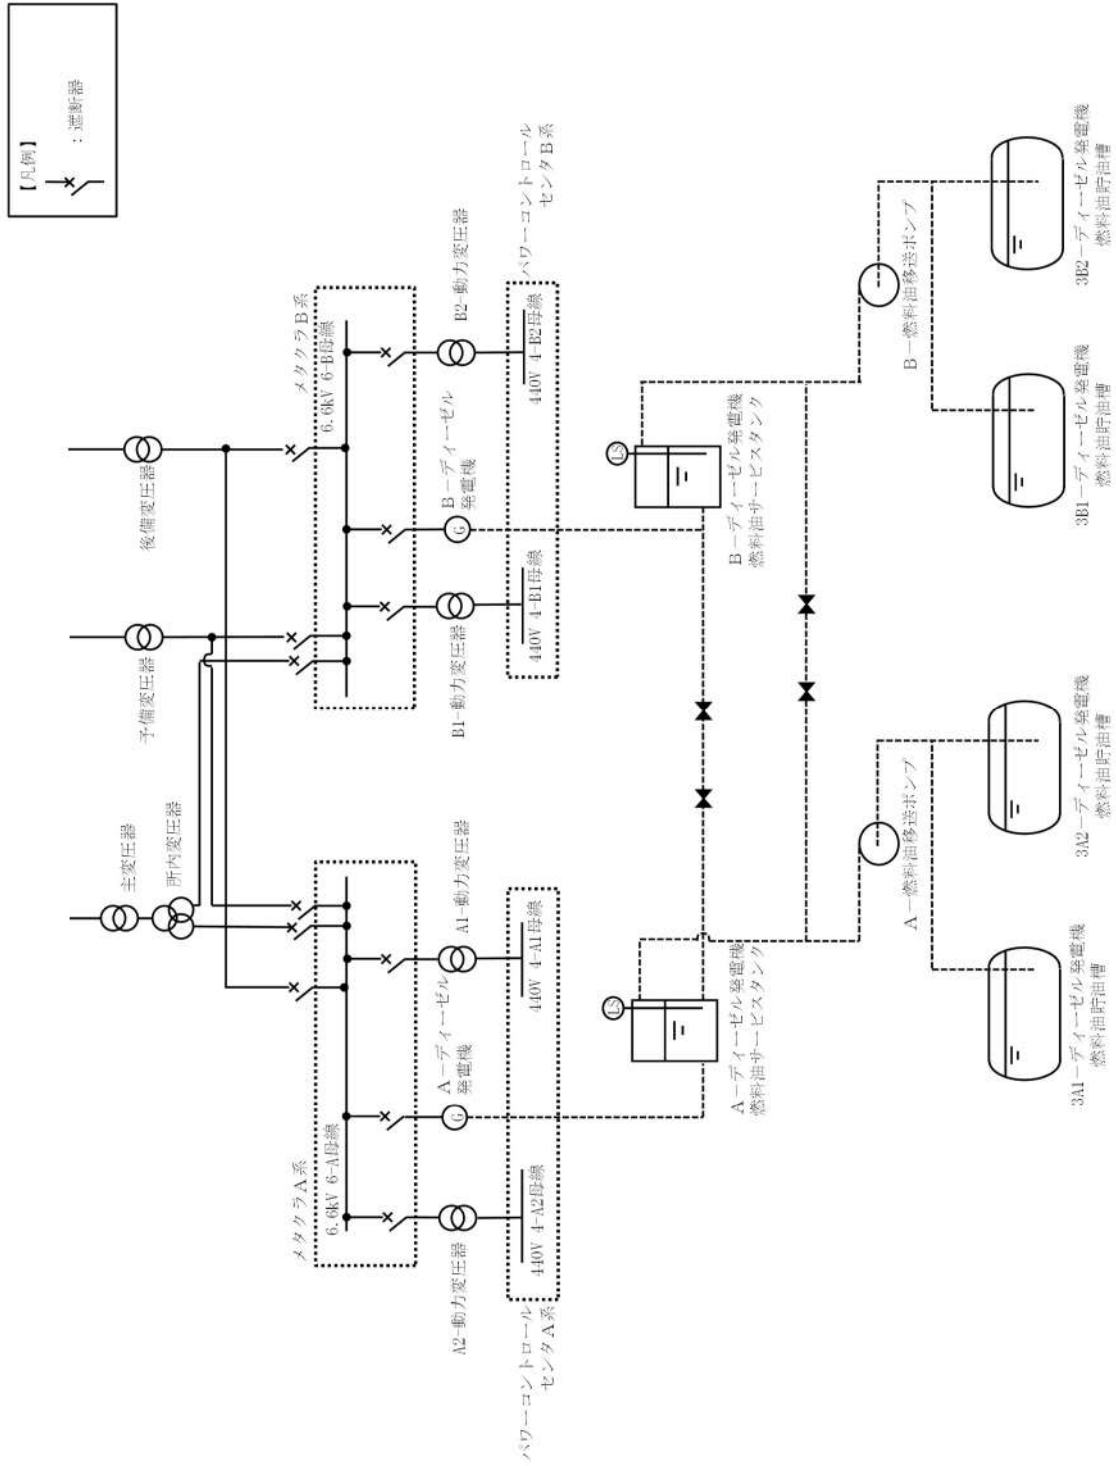 【凡例】
：遮断器
主変圧器
所内変圧器
予備変圧器
後備変圧器
メタクラA系
6.6kV 6-A母線
メタクラB系
6.6kV 6-B母線
A2-動力変圧器
A－ディーゼル
発電機
A1-動力変圧器
B1-動力変圧器
B－ディーゼル
発電機
B2-動力変圧器
G
G
パワーコントロール
センタA系
440V 4-A2母線
440V 4-A1母線
440V 4-B1母線
440V 4-B2母線
パワーコントロール
センタB系
LS
LS
A－ディーゼル発電機
燃料油サービスタンク
B－ディーゼル発電機
燃料油サービスタンク
A－燃料油移送ポンプ
B－燃料油移送ポンプ
3A1－ディーゼル発電機
燃料油貯油槽
3A2－ディーゼル発電機
燃料油貯油槽
3B1－ディーゼル発電機
燃料油貯油槽
3B2－ディーゼル発電機
燃料油貯油槽